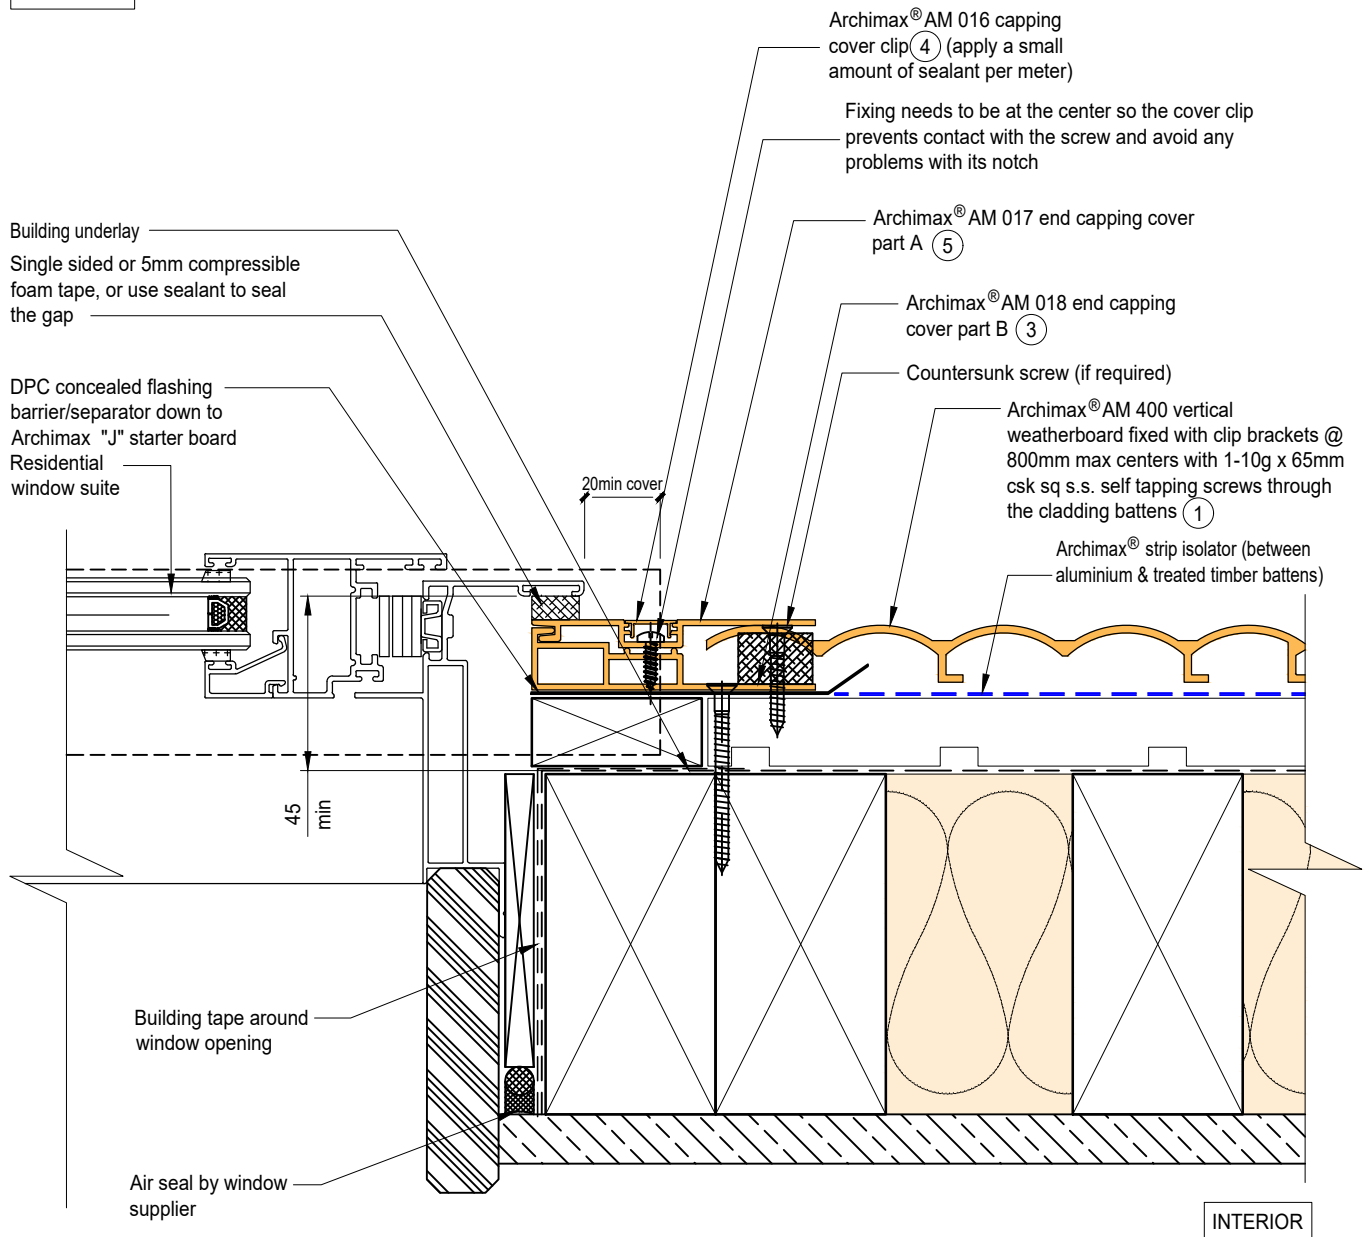 Archimax® AM 016 capping
cover clip 4 (apply a small
amount of sealant per meter)
Fixing needs to be at the center so the cover clip
prevents contact with the screw and avoid any
problems with its notch
Archimax® AM 017 end capping cover
part A 5
Archimax® AM 018 end capping
cover part B 3
Countersunk screw (if required)
Archimax® AM 400 vertical
weatherboard fixed with clip brackets @
800mm max centers with 1-10g x 65mm
csk sq s.s. self tapping screws through
the cladding battens 1
Archimax® strip isolator (between
aluminium & treated timber battens)
Building underlay
Single sided or 5mm compressible
foam tape, or use sealant to seal
the gap
DPC concealed flashing
barrier/separator down to
Archimax "J" starter board
Residential
window suite
20min cover
45
min
Building tape around
window opening
Air seal by window
supplier
INTERIOR